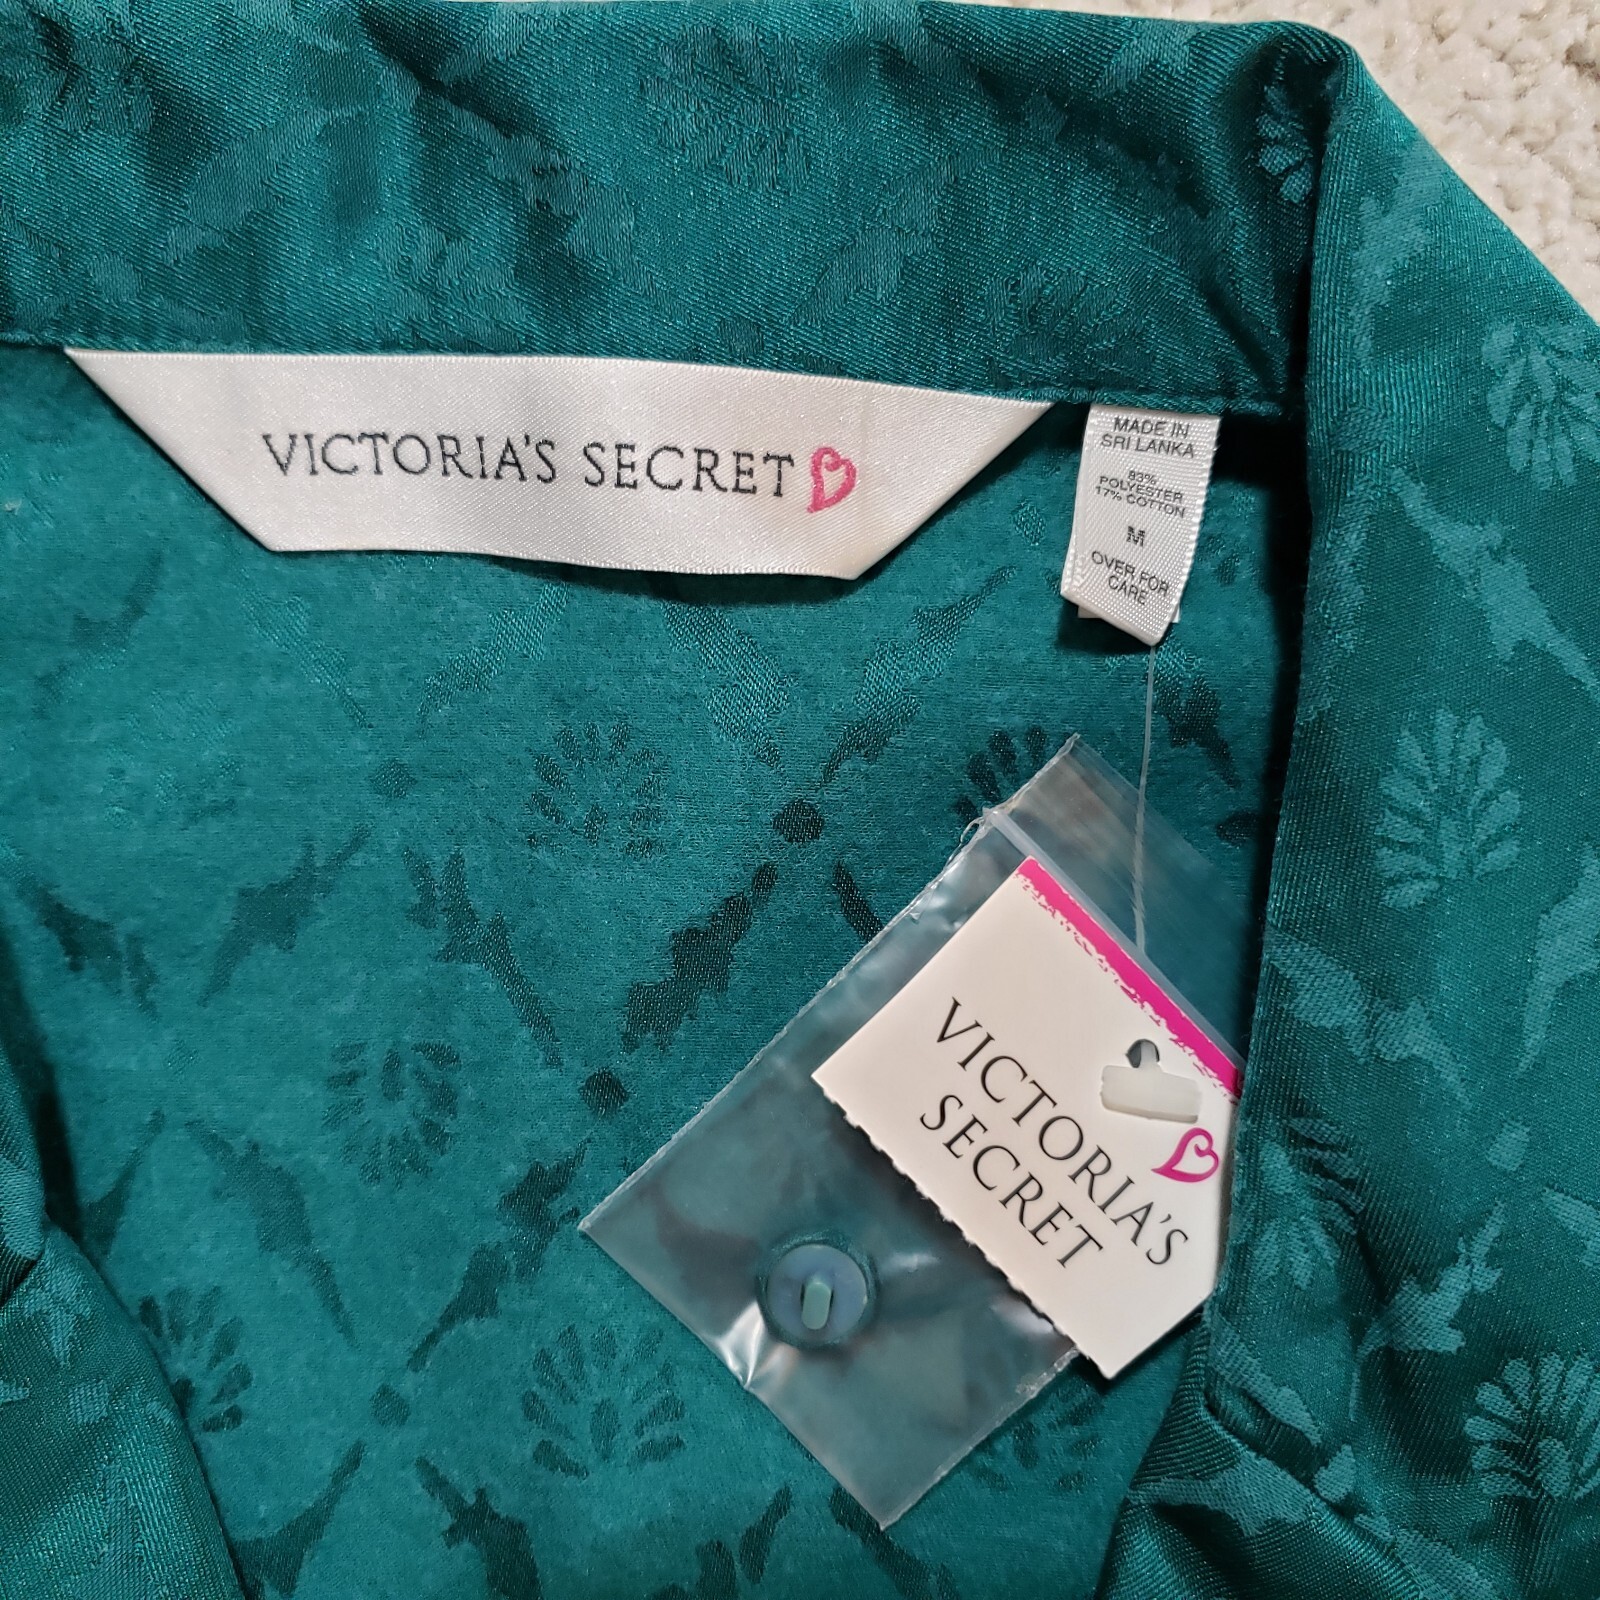 VICTORIA'S SECRET
MADE IN
SRI LANKA
83%
POLYESTER
17% COTTON
M
OVER FOR
CARE
VICTORIA'S
SECRET